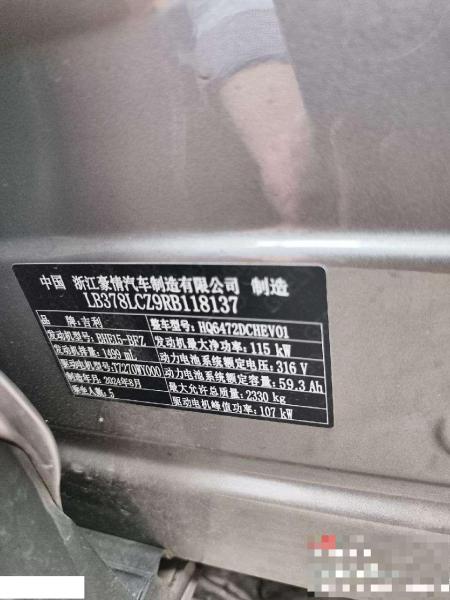 中国 浙江豪情汽车制造有限公司 制造
LB378LCZ9RB118137
品牌:吉利 整车型号:HQ6472DCHEV01
发动机型号:BHE15-BFZ 发动机最大净功率:115 kW
发动机排量:1499 mL 动力电池系统额定电压:316 V
驱动电机型号:TZ210WY000 动力电池系统额定容量:59.3 Ah
制造年月:2024年8月 最大允许总质量:2330 kg
乘坐人数:5 驱动电机峰值功率:107 kW